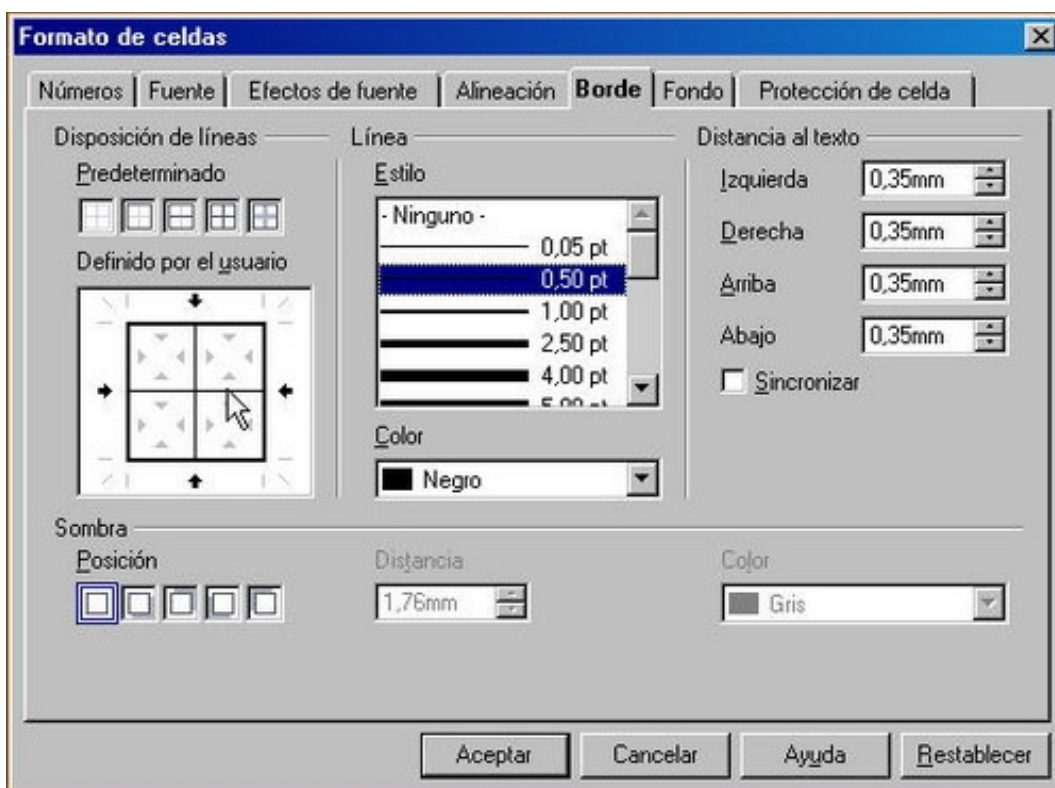 Formato de celdas
Números Fuente Efectos de fuente Alineación Borde Fondo Protección de celda
Disposición de líneas
Predeterminado
Definido por el usuario
Línea
Estilo
- Ninguno -
0,05 pt
0,50 pt
1,00 pt
2,50 pt
4,00 pt
5,00 pt
Color
Negro
Distancia al texto
Izquierda 0,35mm
Derecha 0,35mm
Arriba 0,35mm
Abajo 0,35mm
Sincronizar
Sombra
Posición
Distancia
1,76mm
Color
Gris
Aceptar Cancelar Ayuda Restablecer